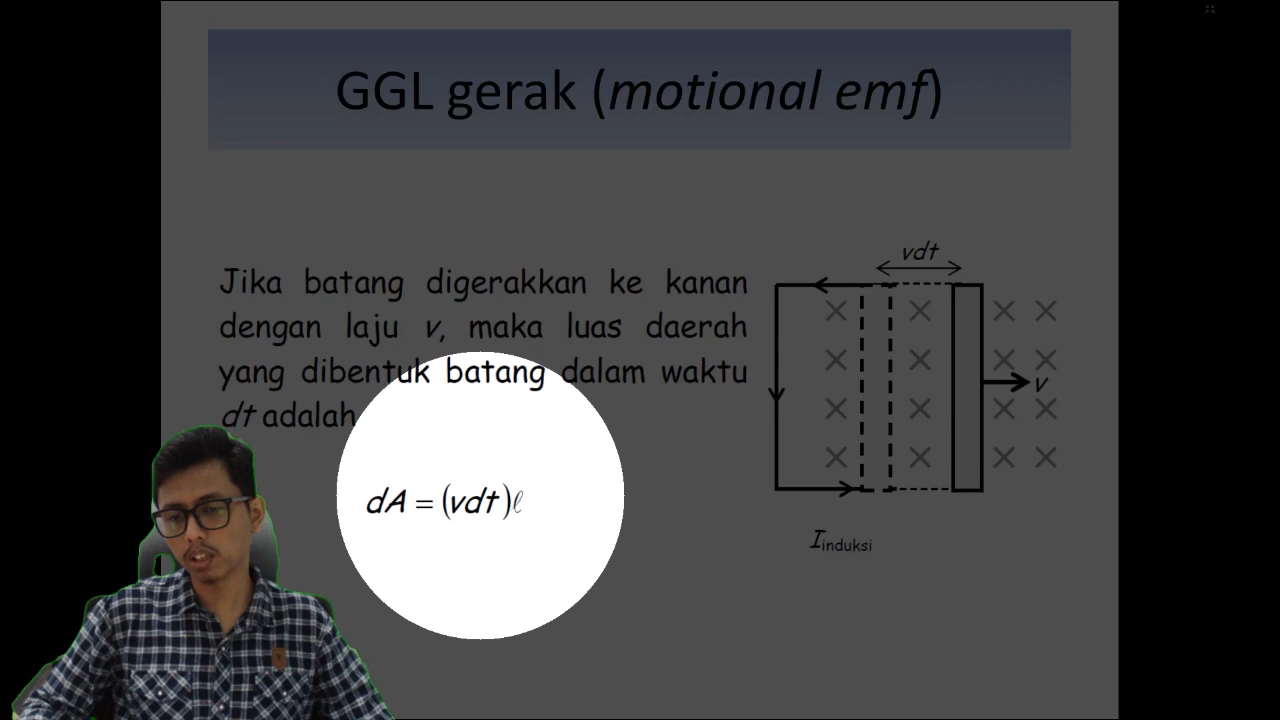 GGL gerak (motional emf)
Jika batang digerakkan ke kanan
dengan laju v, maka luas daerah
yang dibentuk batang dalam waktu
dt adalah
dA = (vdt)ℓ
vdt
v
Iinduksi